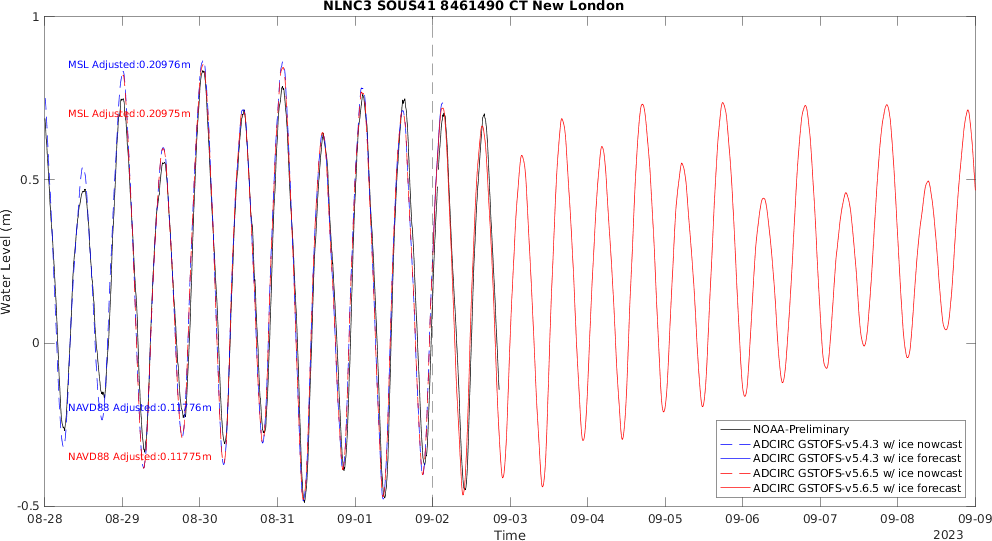 NLNC3 SOUS41 8461490 CT New London
1
MSL Adjusted:0.20976m
MSL Adjusted:0.20975m
0.5
Water Level (m)
0
NAVD88 Adjusted:0.11776m
NAVD88 Adjusted:0.11775m
NOAA-Preliminary
ADCIRC GSTOFS-v5.4.3 w/ ice nowcast
ADCIRC GSTOFS-v5.4.3 w/ ice forecast
ADCIRC GSTOFS-v5.6.5 w/ ice nowcast
ADCIRC GSTOFS-v5.6.5 w/ ice forecast
-0.5
08-28 08-29 08-30 08-31 09-01 09-02 09-03 09-04 09-05 09-06 09-07 09-08 09-09
Time
2023